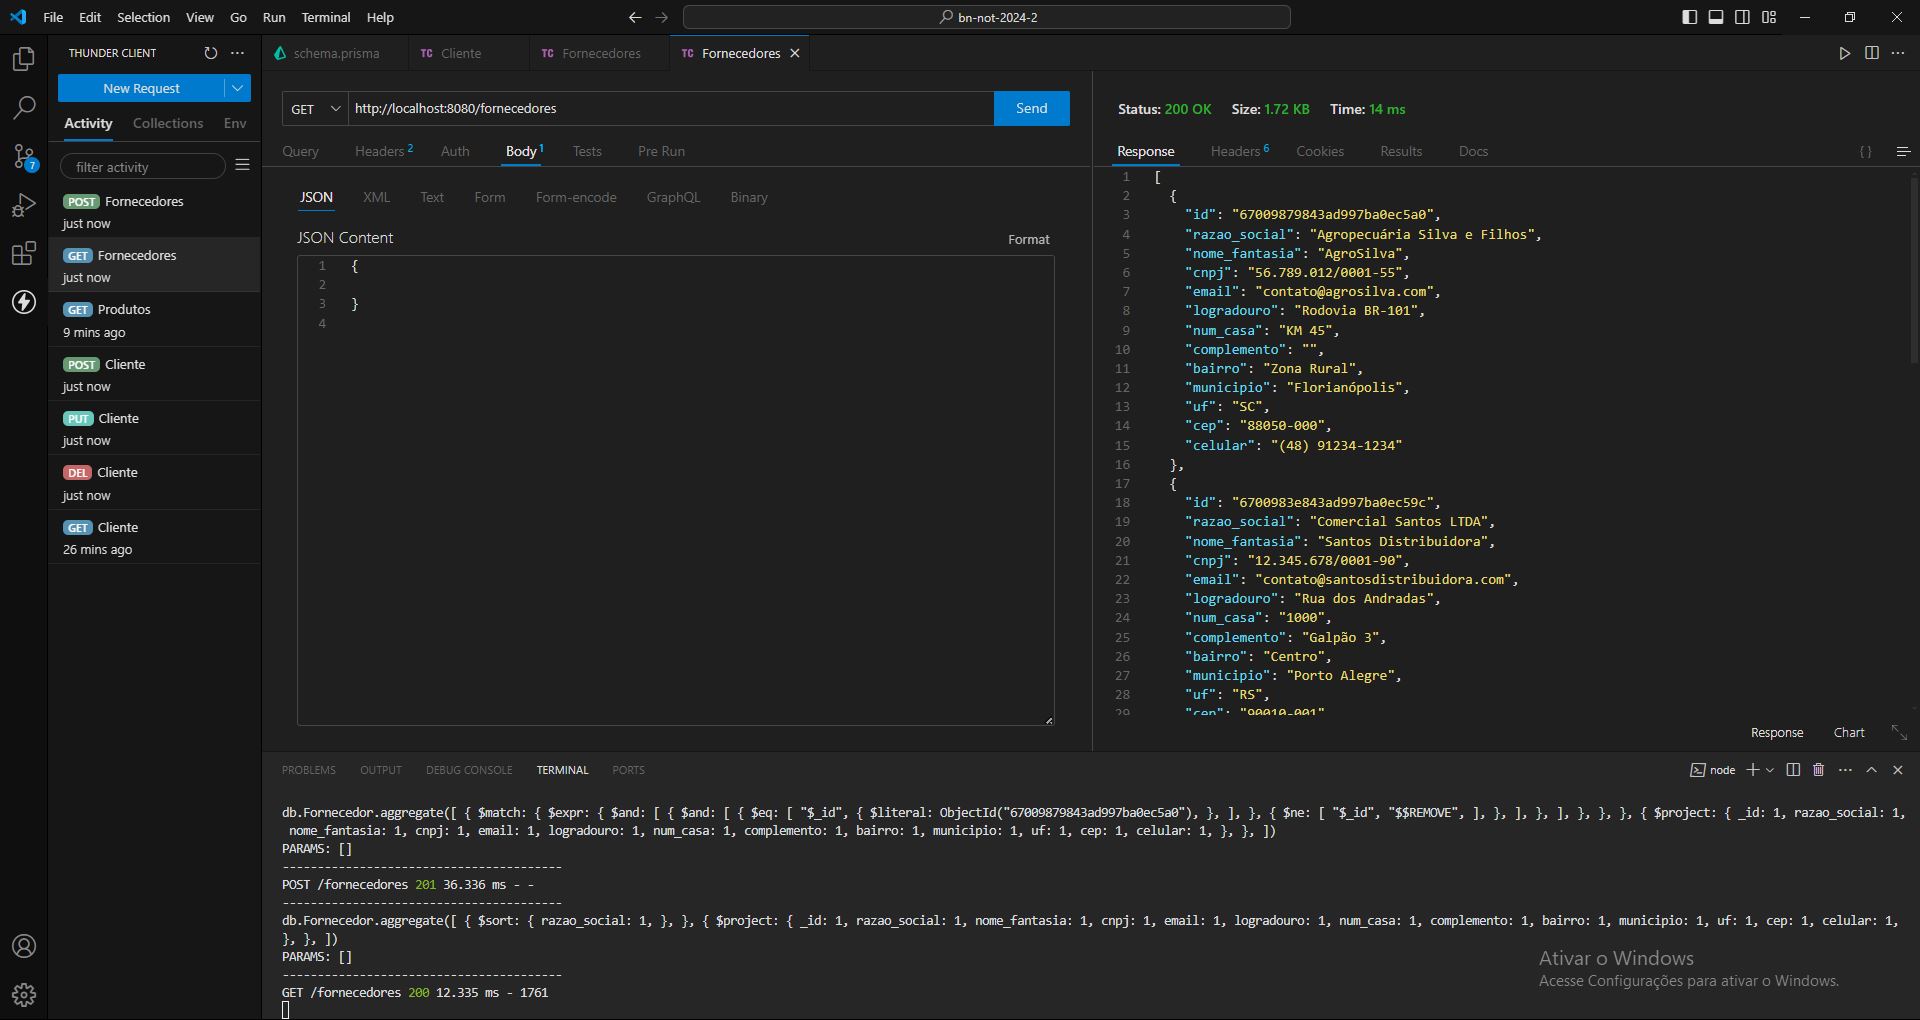 File Edit Selection View Go Run Terminal Help
bn-not-2024-2
THUNDER CLIENT
New Request
Activity Collections Env
filter activity
POST Fornecedores
just now
GET Fornecedores
just now
GET Produtos
9 mins ago
POST Cliente
just now
PUT Cliente
just now
DEL Cliente
just now
GET Cliente
26 mins ago
7
schema.prisma
TC Cliente
TC Fornecedores
TC Fornecedores
GET http://localhost:8080/fornecedores Send
Query Headers 2 Auth Body 1 Tests Pre Run
JSON XML Text Form Form-encode GraphQL Binary
JSON Content Format
1 {
2
3 }
4
Status: 200 OK Size: 1.72 KB Time: 14 ms
Response Headers 6 Cookies Results Docs { }
1 [
2 {
3 "id": "67009879843ad997ba0ec5a0",
4 "razao_social": "Agropecuária Silva e Filhos",
5 "nome_fantasia": "AgroSilva",
6 "cnpj": "56.789.012/0001-55",
7 "email": "contato@agrosilva.com",
8 "logradouro": "Rodovia BR-101",
9 "num_casa": "KM 45",
10 "complemento": "",
11 "bairro": "Zona Rural",
12 "municipio": "Florianópolis",
13 "uf": "SC",
14 "cep": "88050-000",
15 "celular": "(48) 91234-1234"
16 },
17 {
18 "id": "6700983e843ad997ba0ec59c",
19 "razao_social": "Comercial Santos LTDA",
20 "nome_fantasia": "Santos Distribuidora",
21 "cnpj": "12.345.678/0001-90",
22 "email": "contato@santosdistribuidora.com",
23 "logradouro": "Rua dos Andradas",
24 "num_casa": "1000",
25 "complemento": "Galpão 3",
26 "bairro": "Centro",
27 "municipio": "Porto Alegre",
28 "uf": "RS",
29 "cep": "90010-001"
Response Chart
PROBLEMS OUTPUT DEBUG CONSOLE TERMINAL PORTS
node
db.Fornecedor.aggregate([ { $match: { $expr: { $and: [ { $and: [ { $eq: [ "$_id", { $literal: ObjectId("67009879843ad997ba0ec5a0"), }, ], }, { $ne: [ "$_id", "$$REMOVE", ], }, ], }, ], }, }, }, { $project: { _id: 1, razao_social: 1,
nome_fantasia: 1, cnpj: 1, email: 1, logradouro: 1, num_casa: 1, complemento: 1, bairro: 1, municipio: 1, uf: 1, cep: 1, celular: 1, }, }, ])
PARAMS: []
----------------------------------------
POST /fornecedores 201 36.336 ms - -
----------------------------------------
db.Fornecedor.aggregate([ { $sort: { razao_social: 1, }, }, { $project: { _id: 1, razao_social: 1, nome_fantasia: 1, cnpj: 1, email: 1, logradouro: 1, num_casa: 1, complemento: 1, bairro: 1, municipio: 1, uf: 1, cep: 1, celular: 1,
}, }, ])
PARAMS: []
----------------------------------------
GET /fornecedores 200 12.335 ms - 1761
Ativar o Windows
Acesse Configurações para ativar o Windows.